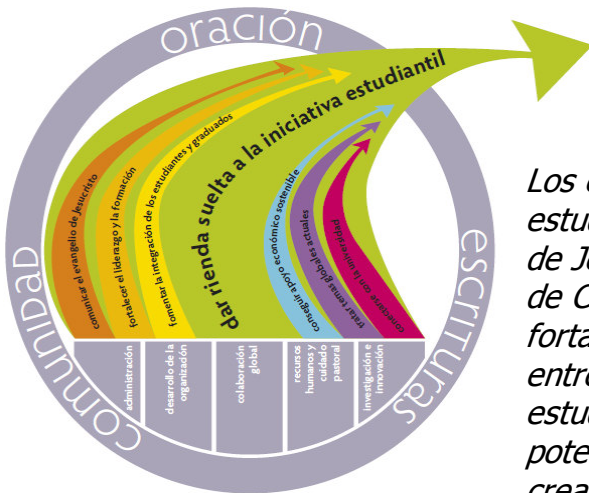 oración
comunidad
escrituras
comunicar el evangelio de Jesucristo
fortalecer el liderazgo y la formación
fomentar la integración de los estudiantes y graduados
dar rienda suelta a la iniciativa estudiantil
conseguir apoyo económico sostenible
tratar temas globales actuales
conectarse con la universidad
administración
desarrollo de la
organización
colaboración
global
recursos
humanos y
cuidado
pastoral
investigación e
innovación
Los
estu
de J
de C
forta
entr
estu
pote
crea